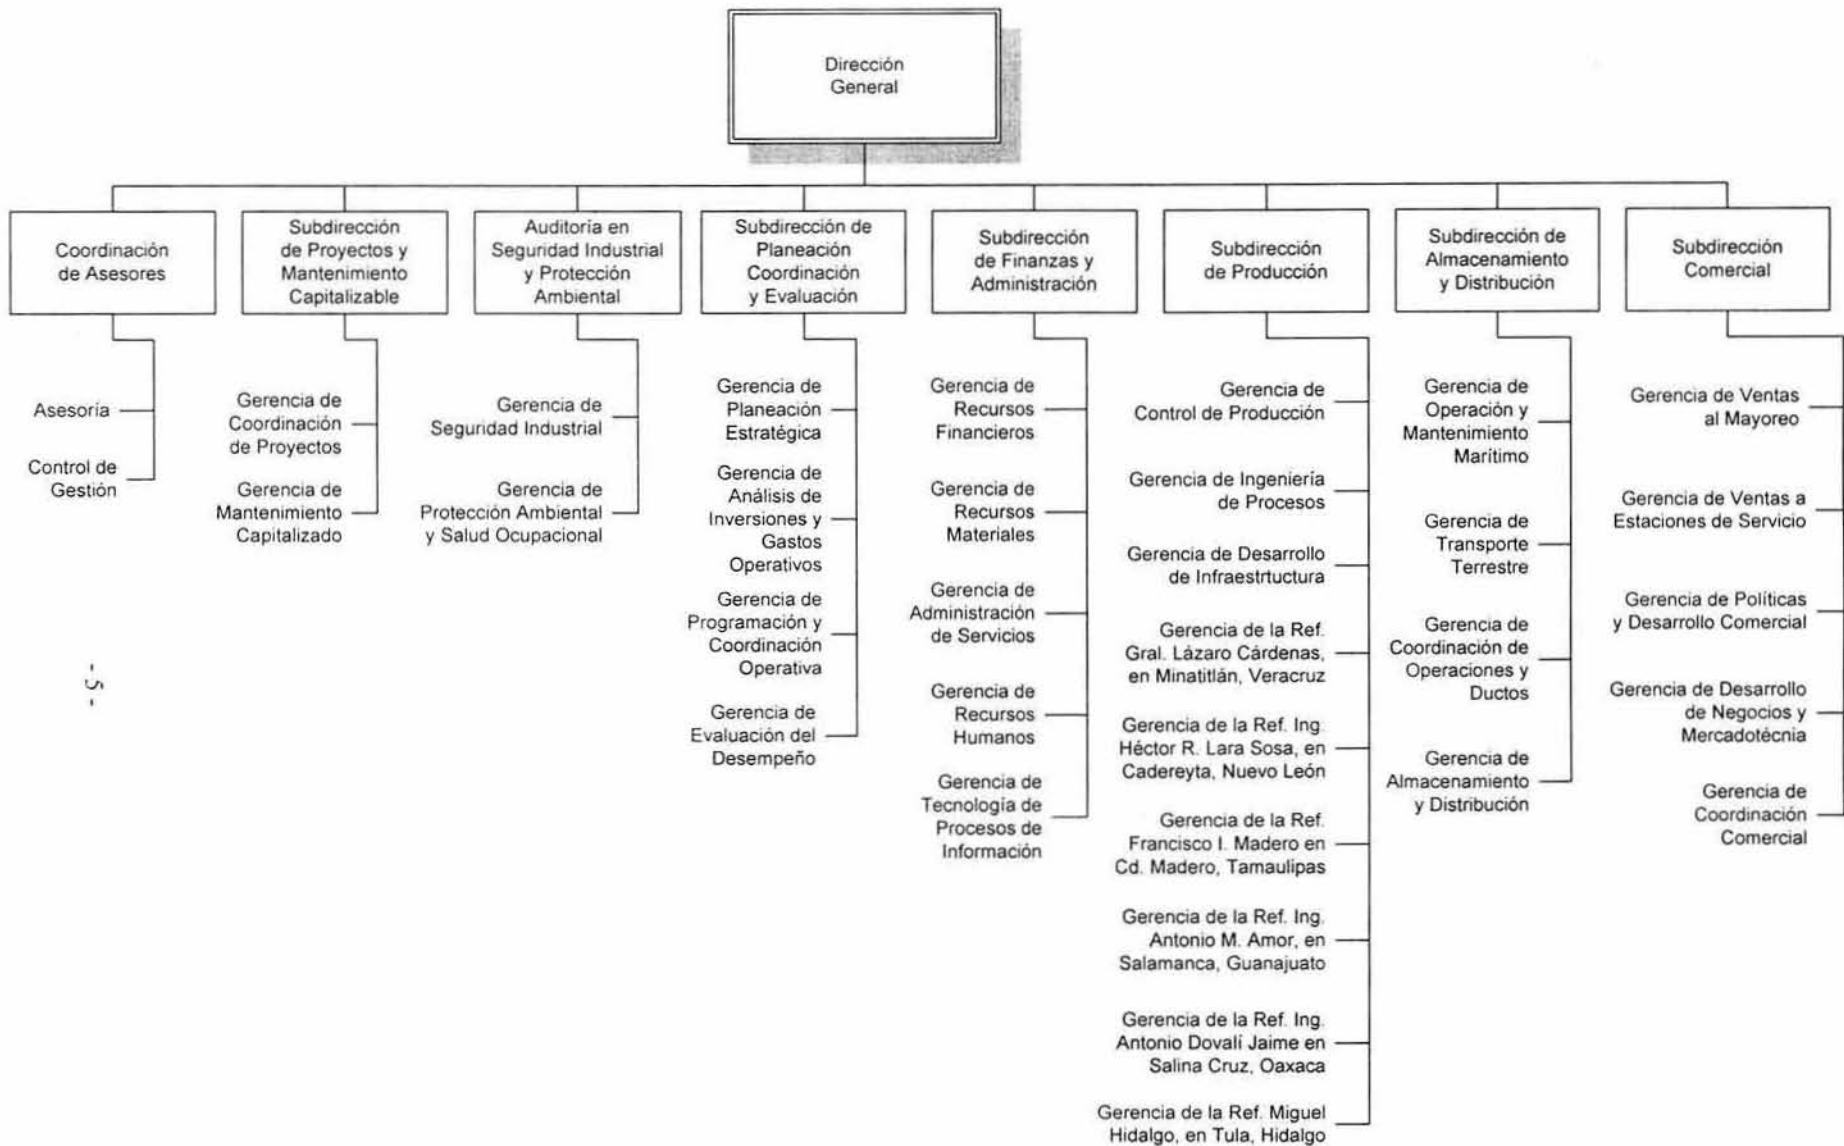 Dirección
General
Coordinación
de Asesores
Subdirección
de Proyectos y
Mantenimiento
Capitalizable
Auditoría en
Seguridad Industrial
y Protección
Ambiental
Subdirección de
Planeación
Coordinación
y Evaluación
Subdirección
de Finanzas y
Administración
Subdirección
de Producción
Subdirección de
Almacenamiento
y Distribución
Subdirección
Comercial
Asesoría
Control de
Gestión
Gerencia de
Coordinación
de Proyectos
Gerencia de
Mantenimiento
Capitalizado
Gerencia de
Seguridad Industrial
Gerencia de
Protección Ambiental
y Salud Ocupacional
Gerencia de
Planeación
Estratégica
Gerencia de
Análisis de
Inversiones y
Gastos
Operativos
Gerencia de
Programación y
Coordinación
Operativa
Gerencia de
Evaluación del
Desempeño
Gerencia de
Recursos
Financieros
Gerencia de
Recursos
Materiales
Gerencia de
Administración
de Servicios
Gerencia de
Recursos
Humanos
Gerencia de
Tecnología de
Procesos de
Información
Gerencia de
Control de Producción
Gerencia de Ingeniería
de Procesos
Gerencia de Desarrollo
de Infraestrtuctura
Gerencia de la Ref.
Gral. Lázaro Cárdenas,
en Minatitlán, Veracruz
Gerencia de la Ref. Ing.
Héctor R. Lara Sosa, en
Cadereyta, Nuevo León
Gerencia de la Ref.
Francisco I. Madero en
Cd. Madero, Tamaulipas
Gerencia de la Ref. Ing.
Antonio M. Amor, en
Salamanca, Guanajuato
Gerencia de la Ref. Ing.
Antonio Dovalí Jaime en
Salina Cruz, Oaxaca
Gerencia de la Ref. Miguel
Hidalgo, en Tula, Hidalgo
Gerencia de
Operación y
Mantenimiento
Marítimo
Gerencia de
Transporte
Terrestre
Gerencia de
Coordinación de
Operaciones y
Ductos
Gerencia de
Almacenamiento
y Distribución
Gerencia de Ventas
al Mayoreo
Gerencia de Ventas a
Estaciones de Servicio
Gerencia de Políticas
y Desarrollo Comercial
Gerencia de Desarrollo
de Negocios y
Mercadotécnia
Gerencia de
Coordinación
Comercial
- 5 -